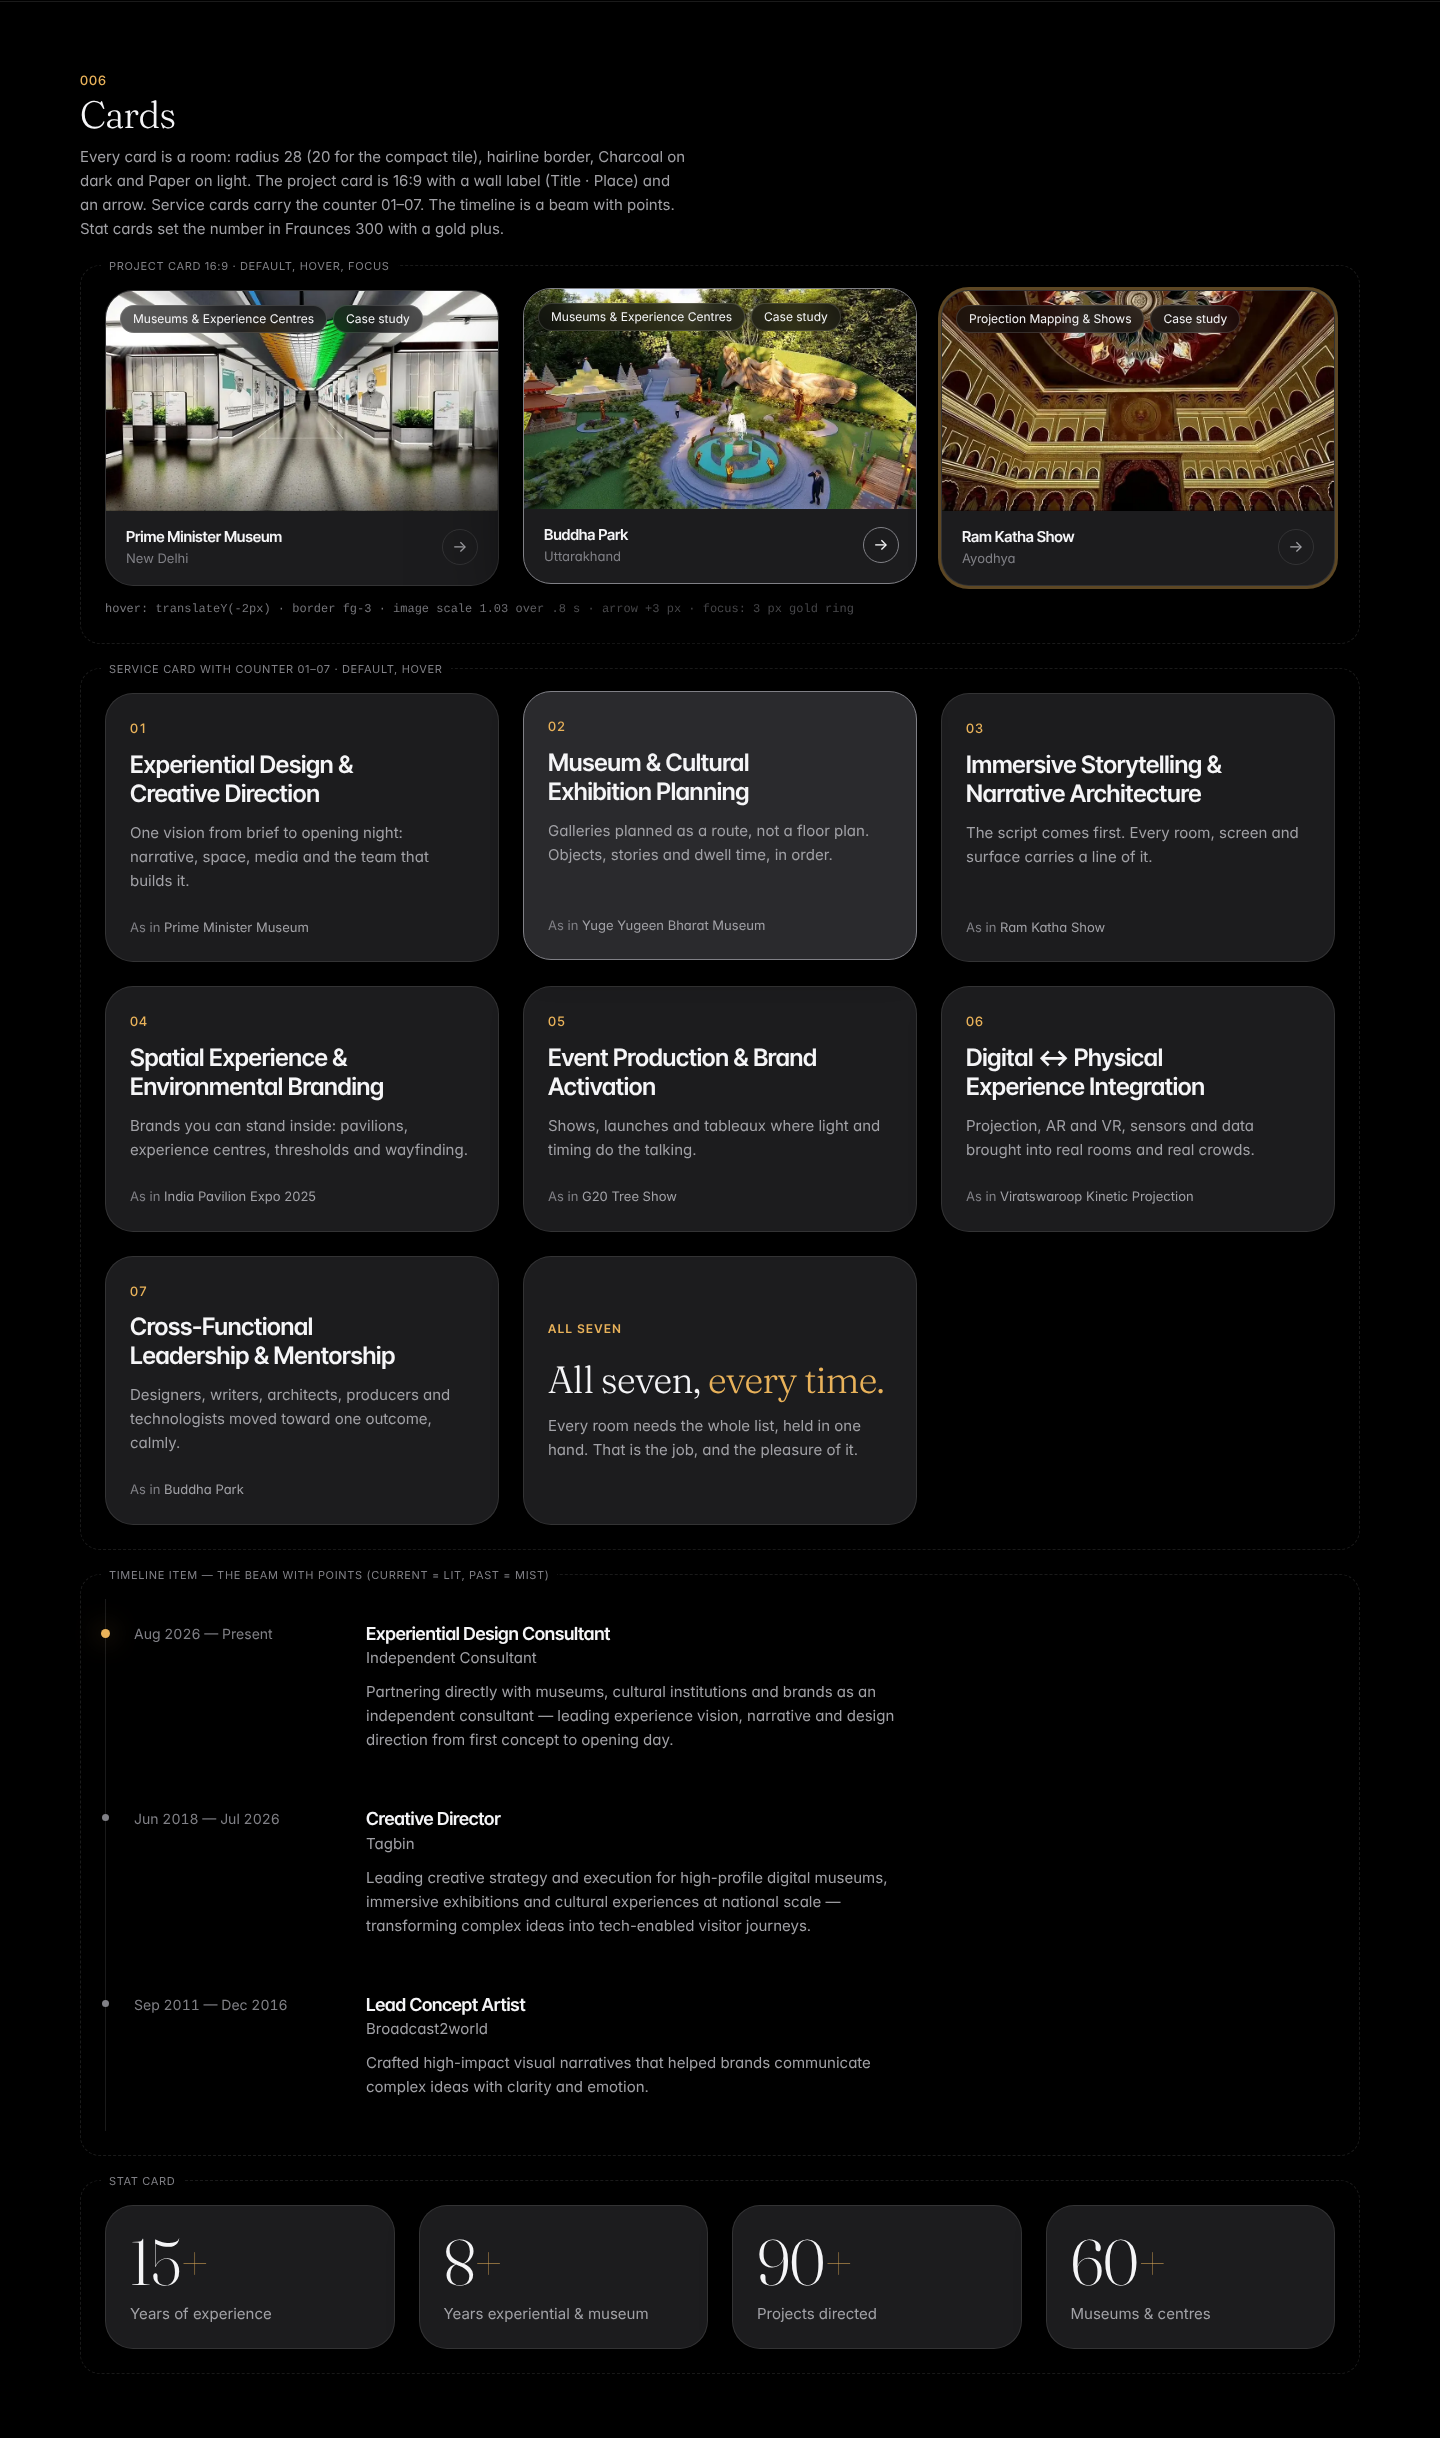 006
Cards
Every card is a room: radius 28 (20 for the compact tile), hairline border, Charcoal on
dark and Paper on light. The project card is 16:9 with a wall label (Title · Place) and
an arrow. Service cards carry the counter 01–07. The timeline is a beam with points.
Stat cards set the number in Fraunces 300 with a gold plus.
PROJECT CARD 16:9 · DEFAULT, HOVER, FOCUS
Museums & Experience Centres
Case study
Prime Minister Museum
New Delhi
Museums & Experience Centres
Case study
Buddha Park
Uttarakhand
Projection Mapping & Shows
Case study
Ram Katha Show
Ayodhya
hover: translateY(-2px) · border fg-3 · image scale 1.03 over .8 s · arrow +3 px · focus: 3 px gold ring
SERVICE CARD WITH COUNTER 01–07 · DEFAULT, HOVER
01
Experiential Design &
Creative Direction
One vision from brief to opening night:
narrative, space, media and the team that
builds it.
As in Prime Minister Museum
02
Museum & Cultural
Exhibition Planning
Galleries planned as a route, not a floor plan.
Objects, stories and dwell time, in order.
As in Yuge Yugeen Bharat Museum
03
Immersive Storytelling &
Narrative Architecture
The script comes first. Every room, screen and
surface carries a line of it.
As in Ram Katha Show
04
Spatial Experience &
Environmental Branding
Brands you can stand inside: pavilions,
experience centres, thresholds and wayfinding.
As in India Pavilion Expo 2025
05
Event Production & Brand
Activation
Shows, launches and tableaux where light and
timing do the talking.
As in G20 Tree Show
06
Digital ↔ Physical
Experience Integration
Projection, AR and VR, sensors and data
brought into real rooms and real crowds.
As in Viratswaroop Kinetic Projection
07
Cross-Functional
Leadership & Mentorship
Designers, writers, architects, producers and
technologists moved toward one outcome,
calmly.
As in Buddha Park
ALL SEVEN
All seven, every time.
Every room needs the whole list, held in one
hand. That is the job, and the pleasure of it.
TIMELINE ITEM — THE BEAM WITH POINTS (CURRENT = LIT, PAST = MIST)
Aug 2026 — Present
Experiential Design Consultant
Independent Consultant
Partnering directly with museums, cultural institutions and brands as an
independent consultant — leading experience vision, narrative and design
direction from first concept to opening day.
Jun 2018 — Jul 2026
Creative Director
Tagbin
Leading creative strategy and execution for high-profile digital museums,
immersive exhibitions and cultural experiences at national scale —
transforming complex ideas into tech-enabled visitor journeys.
Sep 2011 — Dec 2016
Lead Concept Artist
Broadcast2world
Crafted high-impact visual narratives that helped brands communicate
complex ideas with clarity and emotion.
STAT CARD
15+
Years of experience
8+
Years experiential & museum
90+
Projects directed
60+
Museums & centres